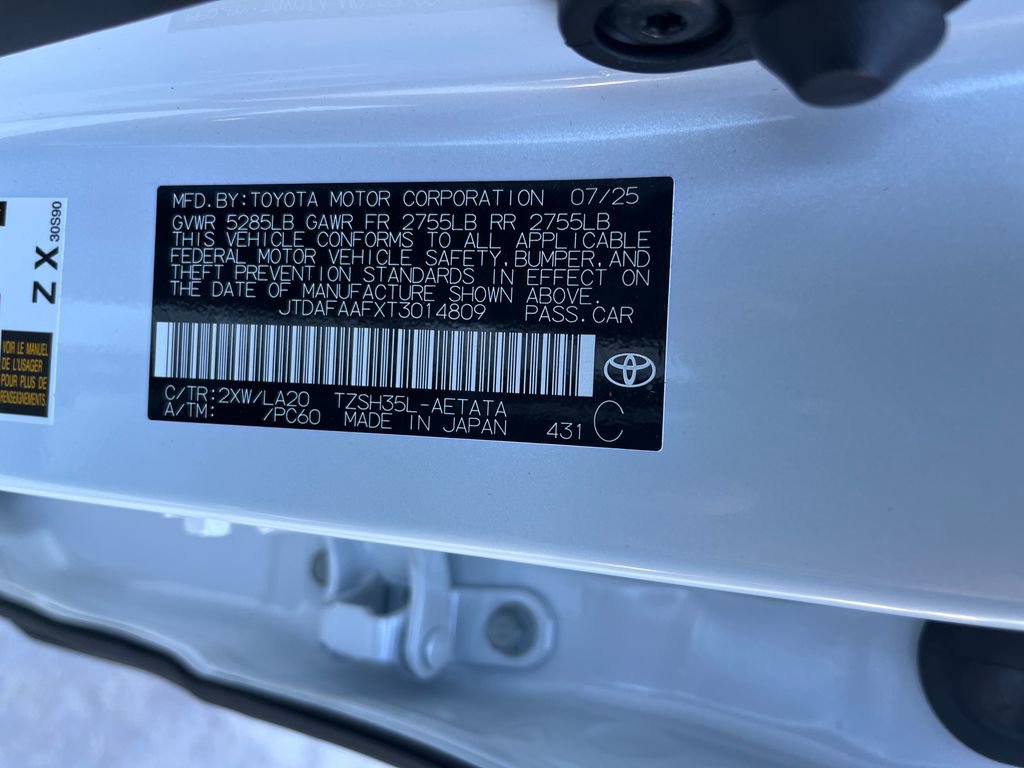 MFD. BY:TOYOTA MOTOR CORPORATION 07/25
GVWR 5285LB GAWR FR 2755LB RR 2755LB
THIS VEHICLE CONFORMS TO ALL APPLICABLE
FEDERAL MOTOR VEHICLE SAFETY,BUMPER,AND
THEFT PREVENTION STANDARDS IN EFFECT ON
THE DATE OF MANUFACTURE SHOWN ABOVE.
JTDAFAAFXT3014809 PASS.CAR
C/TR:2XW/LA20 TZSH35L-AETATA
A/TM: /PC60 MADE IN JAPAN 431 C
ZX
30S90
VOIR LE MANUEL
DE L'USAGER
POUR PLUS DE
RENSEIGNEMENTS